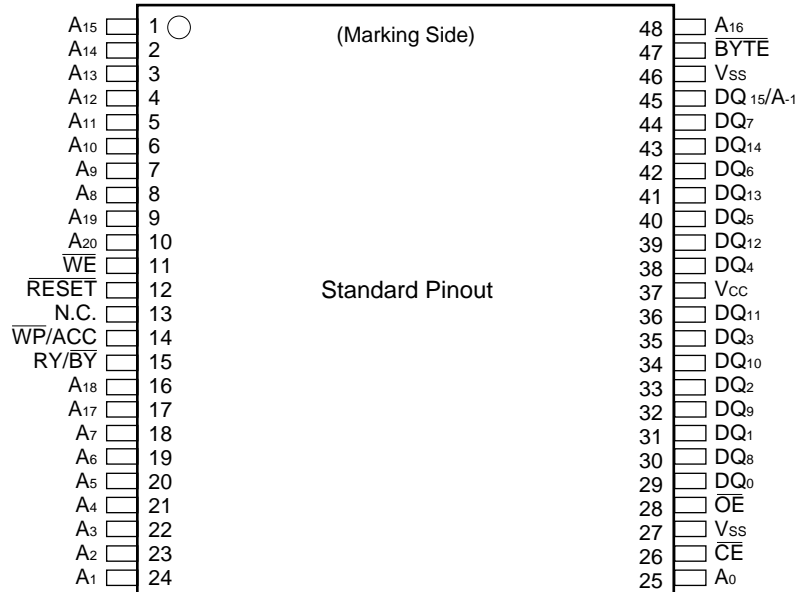 A15 1 (Marking Side) 48 A16
A14 2 47 BYTE
A13 3 46 VSS
A12 4 45 DQ 15/A-1
A11 5 44 DQ7
A10 6 43 DQ14
A9 7 42 DQ6
A8 8 41 DQ13
A19 9 40 DQ5
A20 10 39 DQ12
WE 11 38 DQ4
RESET 12 Standard Pinout 37 VCC
N.C. 13 36 DQ11
WP/ACC 14 35 DQ3
RY/BY 15 34 DQ10
A18 16 33 DQ2
A17 17 32 DQ9
A7 18 31 DQ1
A6 19 30 DQ8
A5 20 29 DQ0
A4 21 28 OE
A3 22 27 VSS
A2 23 26 CE
A1 24 25 A0